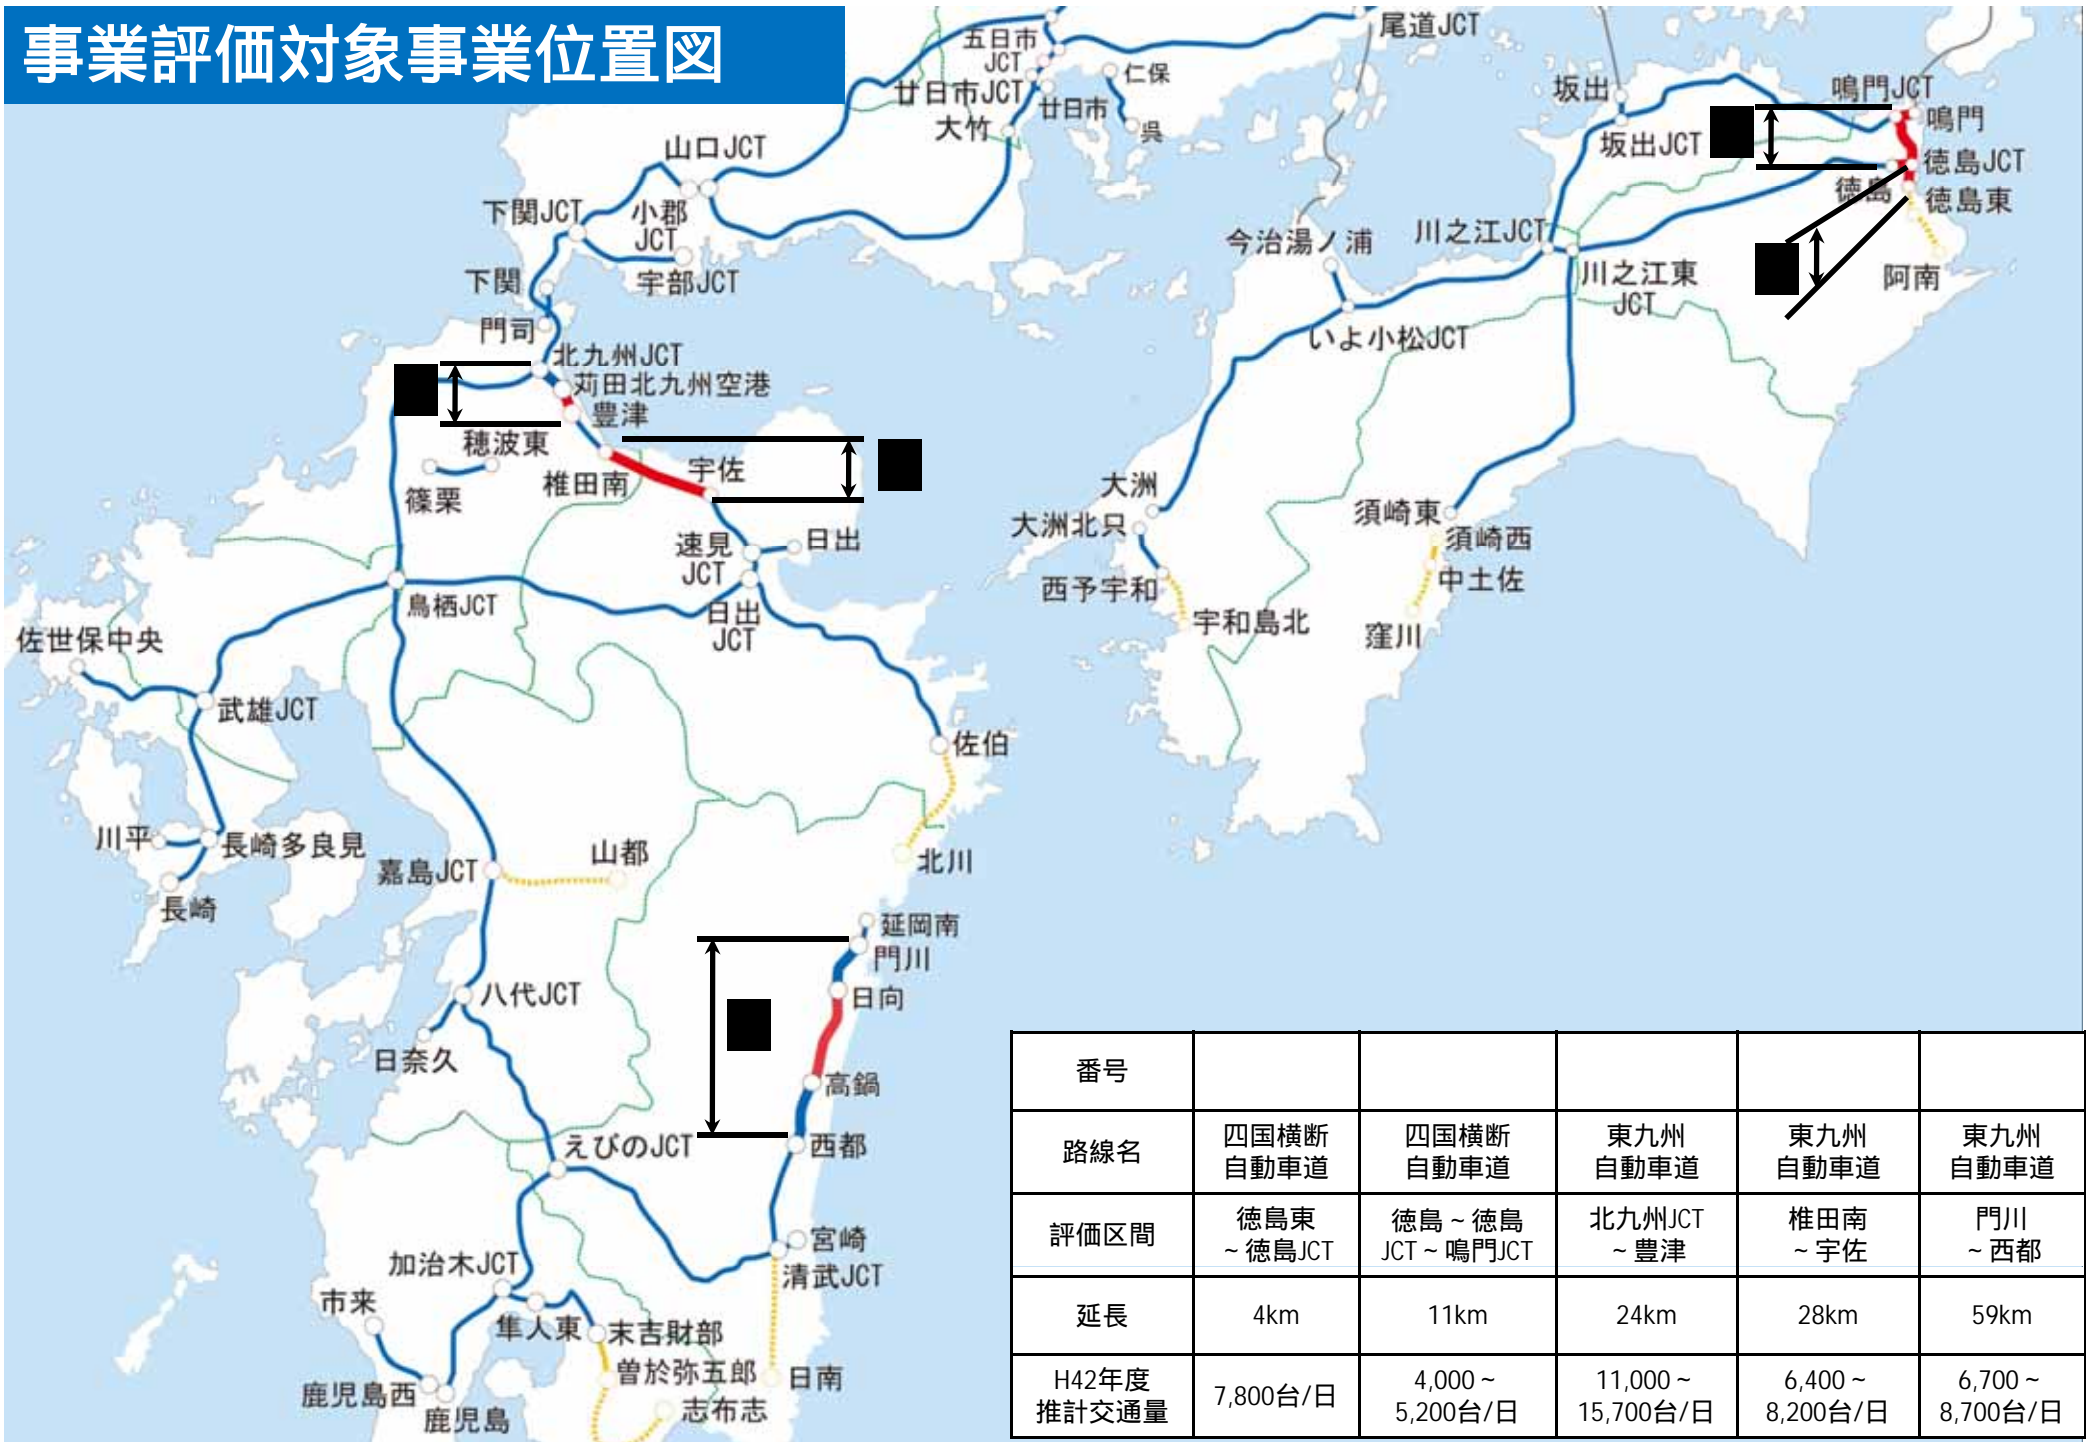 事業評価対象事業位置図
尾道JCT
五日市
JCT
仁保
廿日市JCT
廿日市
大竹
呉
坂出
鳴門JCT
鳴門
坂出JCT
徳島JCT
徳島
徳島東
山口JCT
下関JCT
小郡
JCT
宇部JCT
下関
門司
今治湯ノ浦
川之江JCT
川之江東
JCT
阿南
いよ小松JCT
北九州JCT
苅田北九州空港
豊津
穂波東
篠栗
椎田南
宇佐
速見
JCT
日出
日出
JCT
鳥栖JCT
大洲
大洲北只
西予宇和
宇和島北
須崎東
須崎西
中土佐
窪川
佐世保中央
武雄JCT
佐伯
川平
長崎多良見
長崎
嘉島JCT
山都
北川
延岡南
門川
日向
八代JCT
日奈久
高鍋
西都
えびのJCT
宮崎
清武JCT
加治木JCT
市来
隼人東
末吉財部
曽於弥五郎
日南
鹿児島西
鹿児島
志布志
番号
路線名
四国横断
自動車道
四国横断
自動車道
東九州
自動車道
東九州
自動車道
東九州
自動車道
評価区間
徳島東
~徳島JCT
徳島~徳島
JCT~鳴門JCT
北九州JCT
~豊津
椎田南
~宇佐
門川
~西都
延長
4km
11km
24km
28km
59km
H42年度
推計交通量
7,800台/日
4,000~
5,200台/日
11,000~
15,700台/日
6,400~
8,200台/日
6,700~
8,700台/日